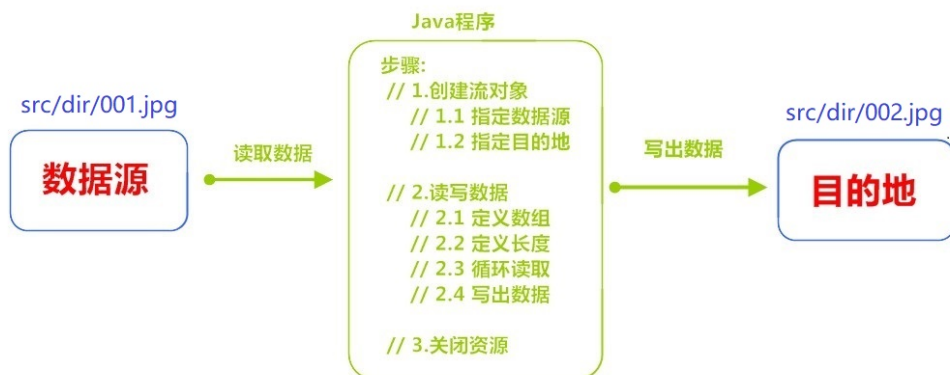 Java程序
src/dir/001.jpg
数据源
读取数据
步骤:
// 1.创建流对象
// 1.1 指定数据源
// 1.2 指定目的地
// 2.读写数据
// 2.1 定义数组
// 2.2 定义长度
// 2.3 循环读取
// 2.4 写出数据
// 3.关闭资源
写出数据
src/dir/002.jpg
目的地